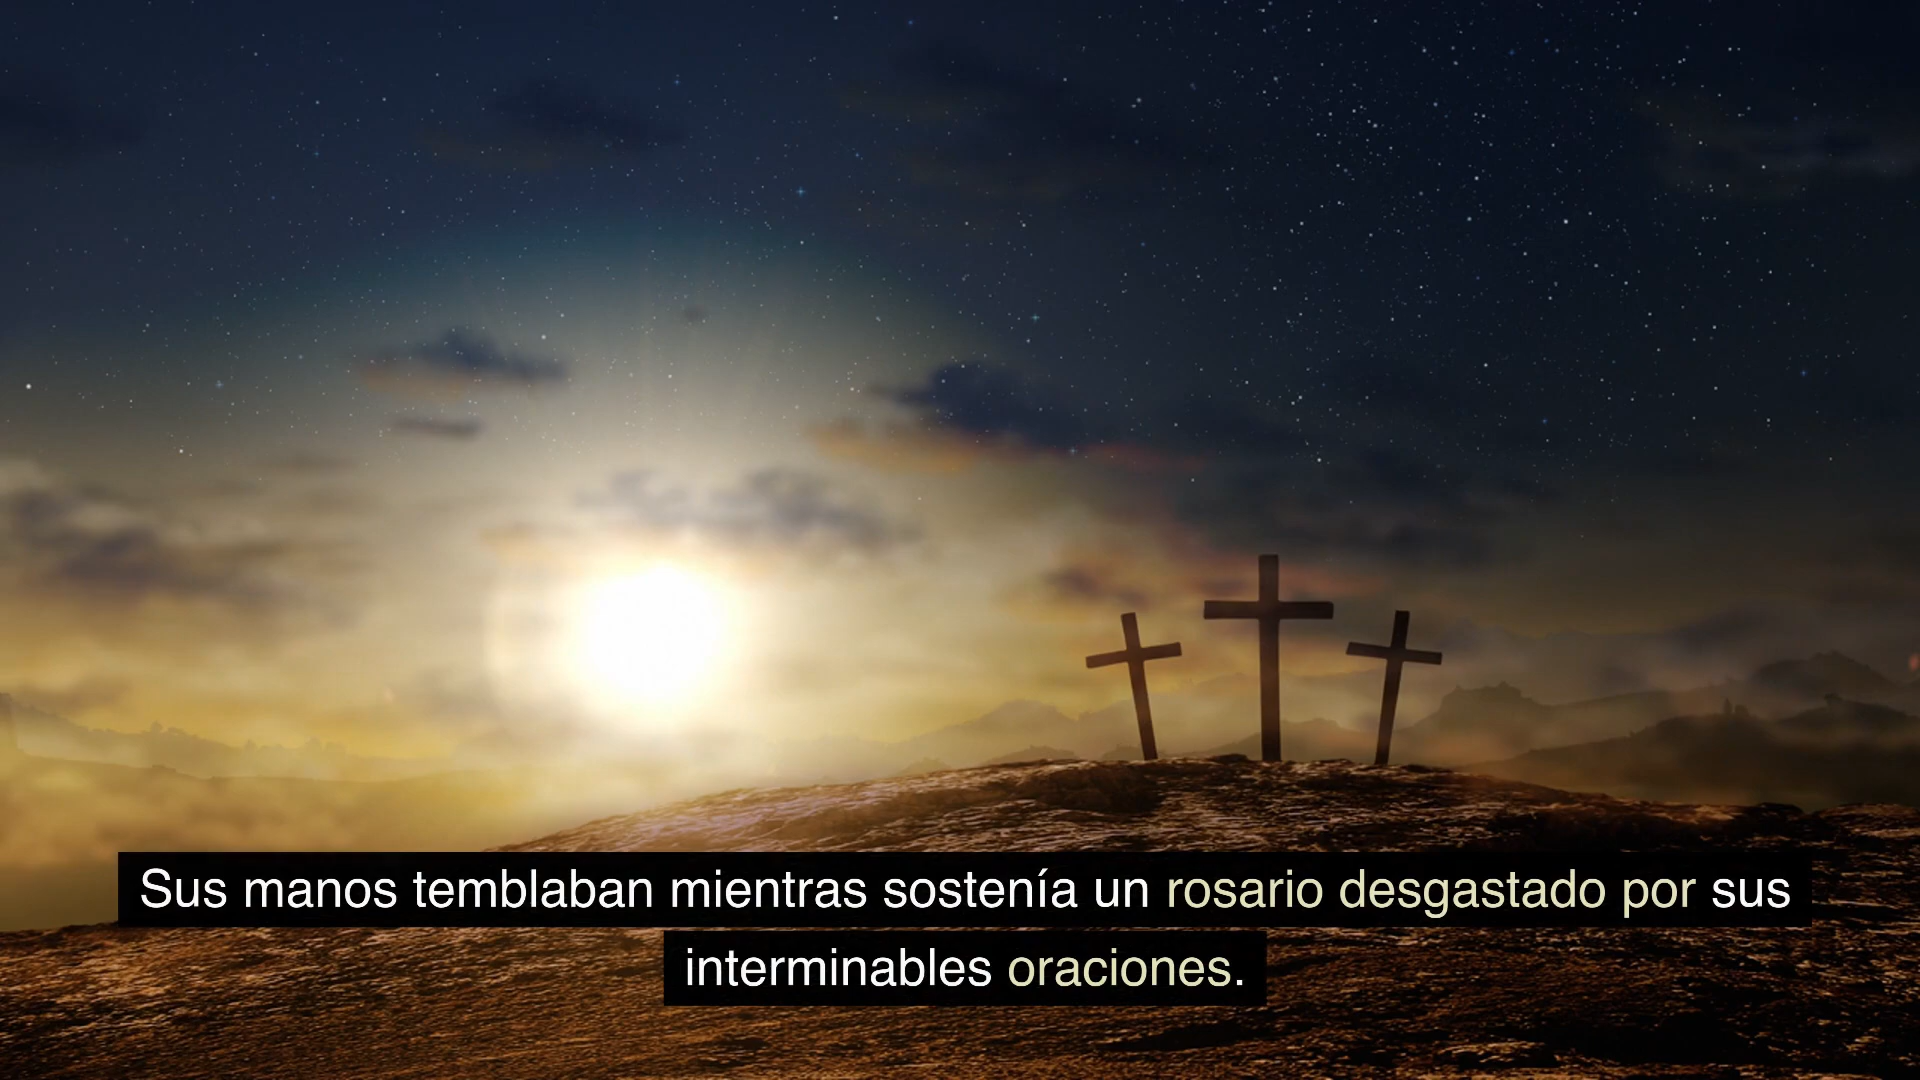 Sus manos temblaban mientras sostenía un rosario desgastado por sus
interminables oraciones.